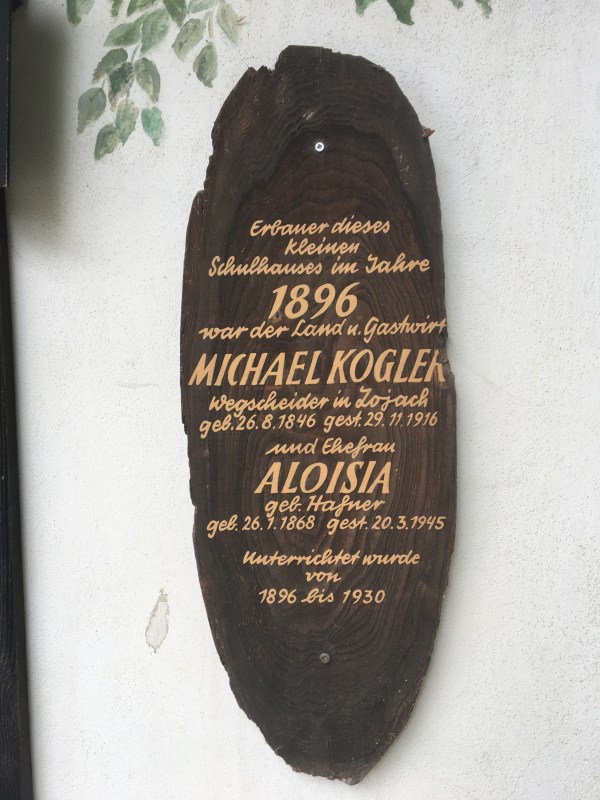 Erbauer dieses
kleinen
Schulhauses im Jahre
1896
war der Land u. Gastwirt
MICHAEL KOGLER
Wegscheider in Zojach
geb. 26.8.1846 gest. 29.11.1916
und Ehefrau
ALOISIA
geb. Hafner
geb. 26.1.1868 gest. 20.3.1945
Unterrichtet wurde
von
1896 bis 1930